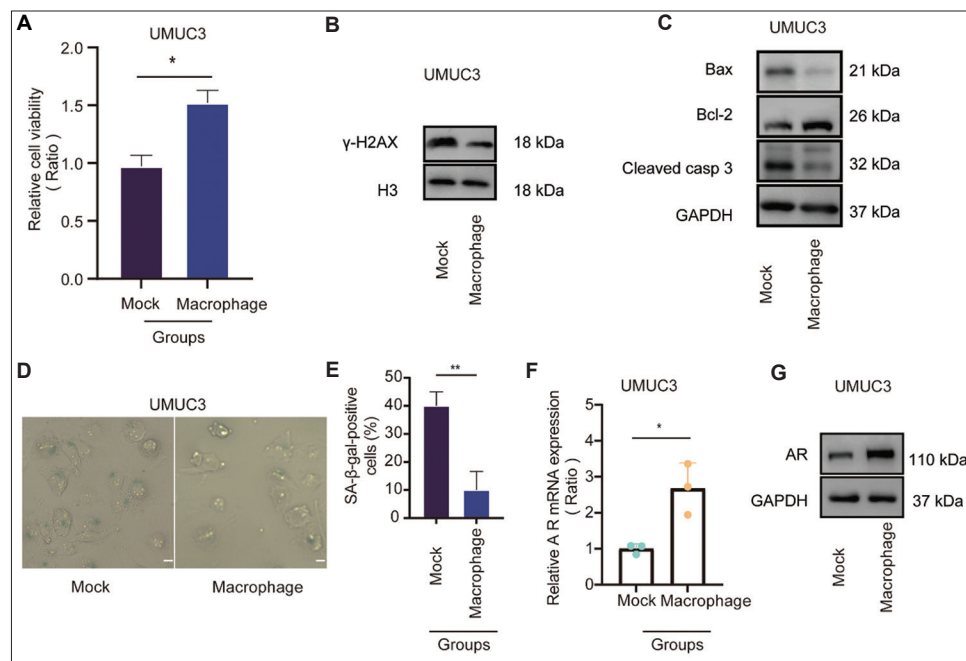 A
UMUC3
*
Relative cell viability
( Ratio )
2.0
1.5
1.0
0.5
0.0
Mock
Macrophage
Groups
B
UMUC3
γ-H2AX
18 kDa
H3
18 kDa
Mock
Macrophage
C
UMUC3
Bax
21 kDa
Bcl-2
26 kDa
Cleaved casp 3
32 kDa
GAPDH
37 kDa
Mock
Macrophage
D
UMUC3
Mock
Macrophage
E
**
SA-β-gal-positive
cells (%)
50
40
30
20
10
0
Mock
Macrophage
Groups
F
UMUC3
*
Relative A R mRNA expression
( Ratio )
5
4
3
2
1
0
Mock
Macrophage
Groups
G
UMUC3
AR
110 kDa
GAPDH
37 kDa
Mock
Macrophage